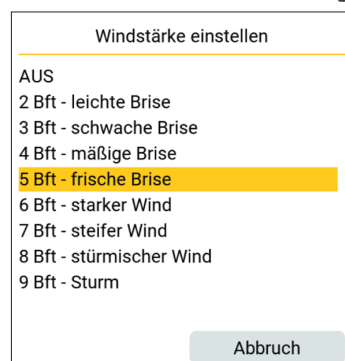 Windstärke einstellen
AUS
2 Bft - leichte Brise
3 Bft - schwache Brise
4 Bft - mäßige Brise
5 Bft - frische Brise
6 Bft - starker Wind
7 Bft - steifer Wind
8 Bft - stürmischer Wind
9 Bft - Sturm
Abbruch